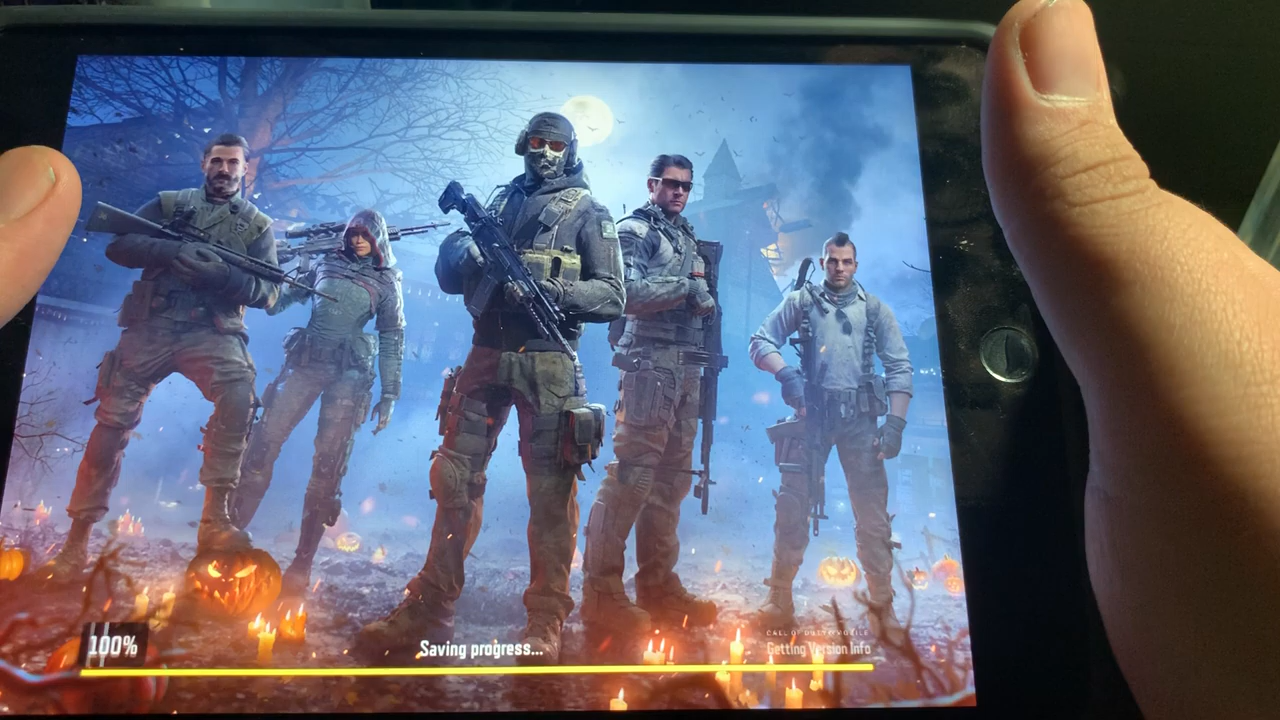 100%
Saving progress...
CALL OF DUTY MOBILE
Getting Version Info